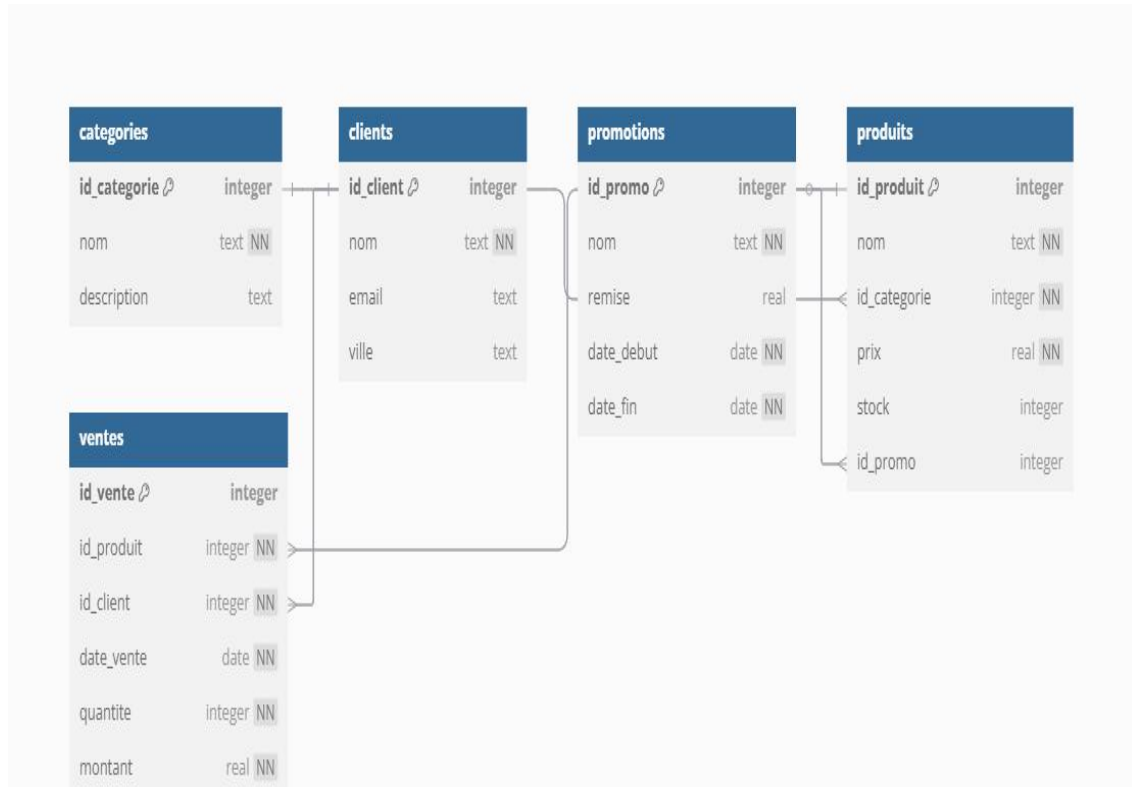 categories
id_categorie integer
nom text NN
description text
clients
id_client integer
nom text NN
email text
ville text
promotions
id_promo integer
nom text NN
remise real
date_debut date NN
date_fin date NN
produits
id_produit integer
nom text NN
id_categorie integer NN
prix real NN
stock integer
id_promo integer
ventes
id_vente integer
id_produit integer NN
id_client integer NN
date_vente date NN
quantite integer NN
montant real NN